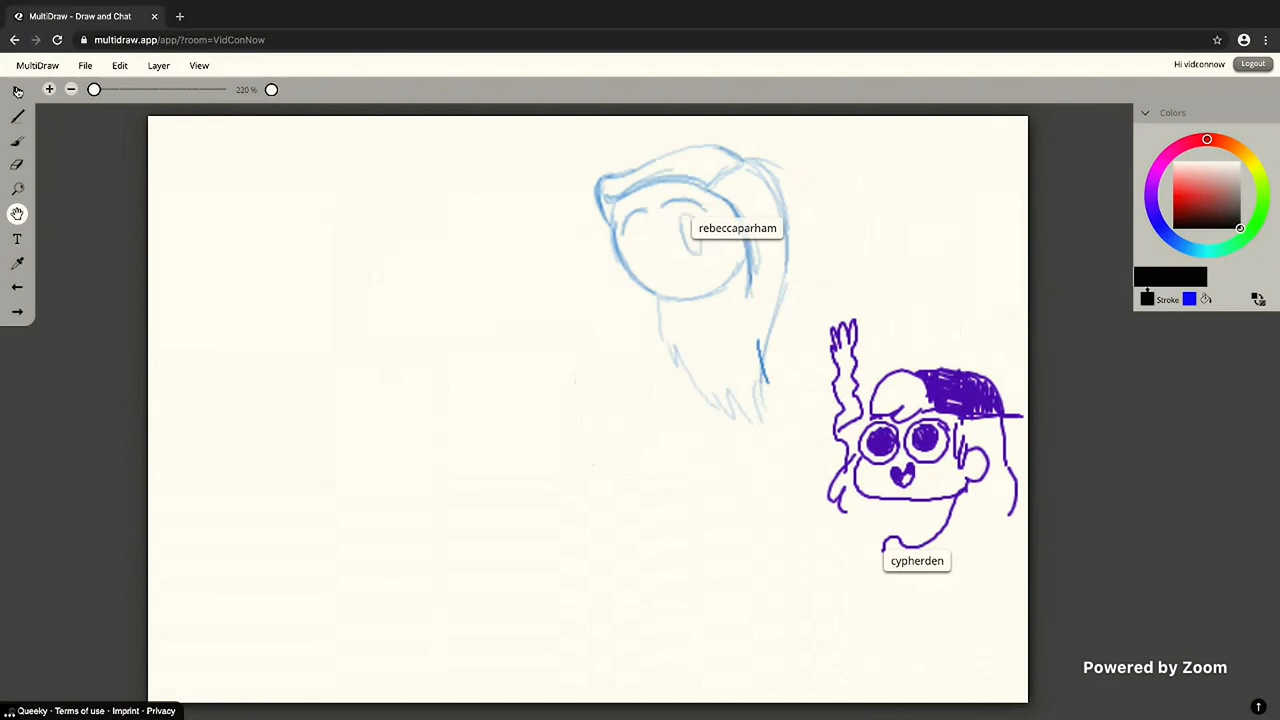 MultiDraw - Draw and Chat
multidraw.app/app/?room=VidConNow
MultiDraw File Edit Layer View
Hi vidconnow Logout
220 %
Colors
rebeccaparham
T
Stroke
cypherden
Powered by Zoom
Queeky - Terms of use - Imprint - Privacy